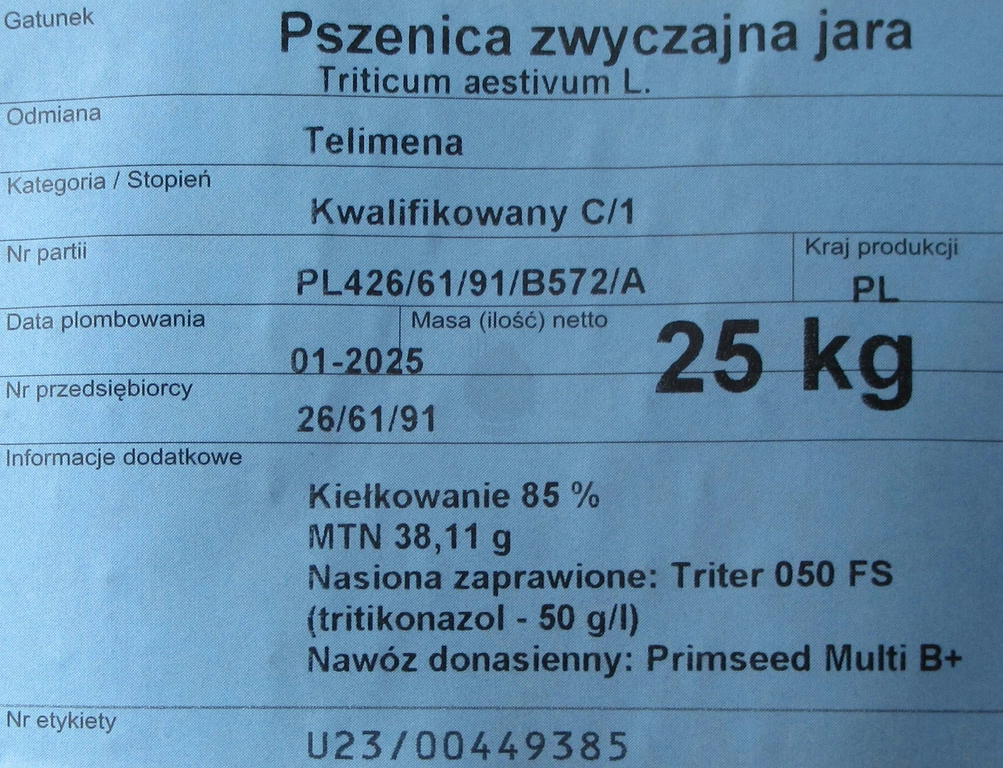 Gatunek
Pszenica zwyczajna jara
Triticum aestivum L.
Odmiana
Telimena
Kategoria / Stopień
Kwalifikowany C/1
Nr partii
PL426/61/91/B572/A
Kraj produkcji
PL
Data plombowania
01-2025
Masa (ilość) netto
25 kg
Nr przedsiębiorcy
26/61/91
Informacje dodatkowe
Kiełkowanie 85 %
MTN 38,11 g
Nasiona zaprawione: Triter 050 FS
(tritikonazol - 50 g/l)
Nawóz donasienny: Primseed Multi B+
Nr etykiety
U23/00449385